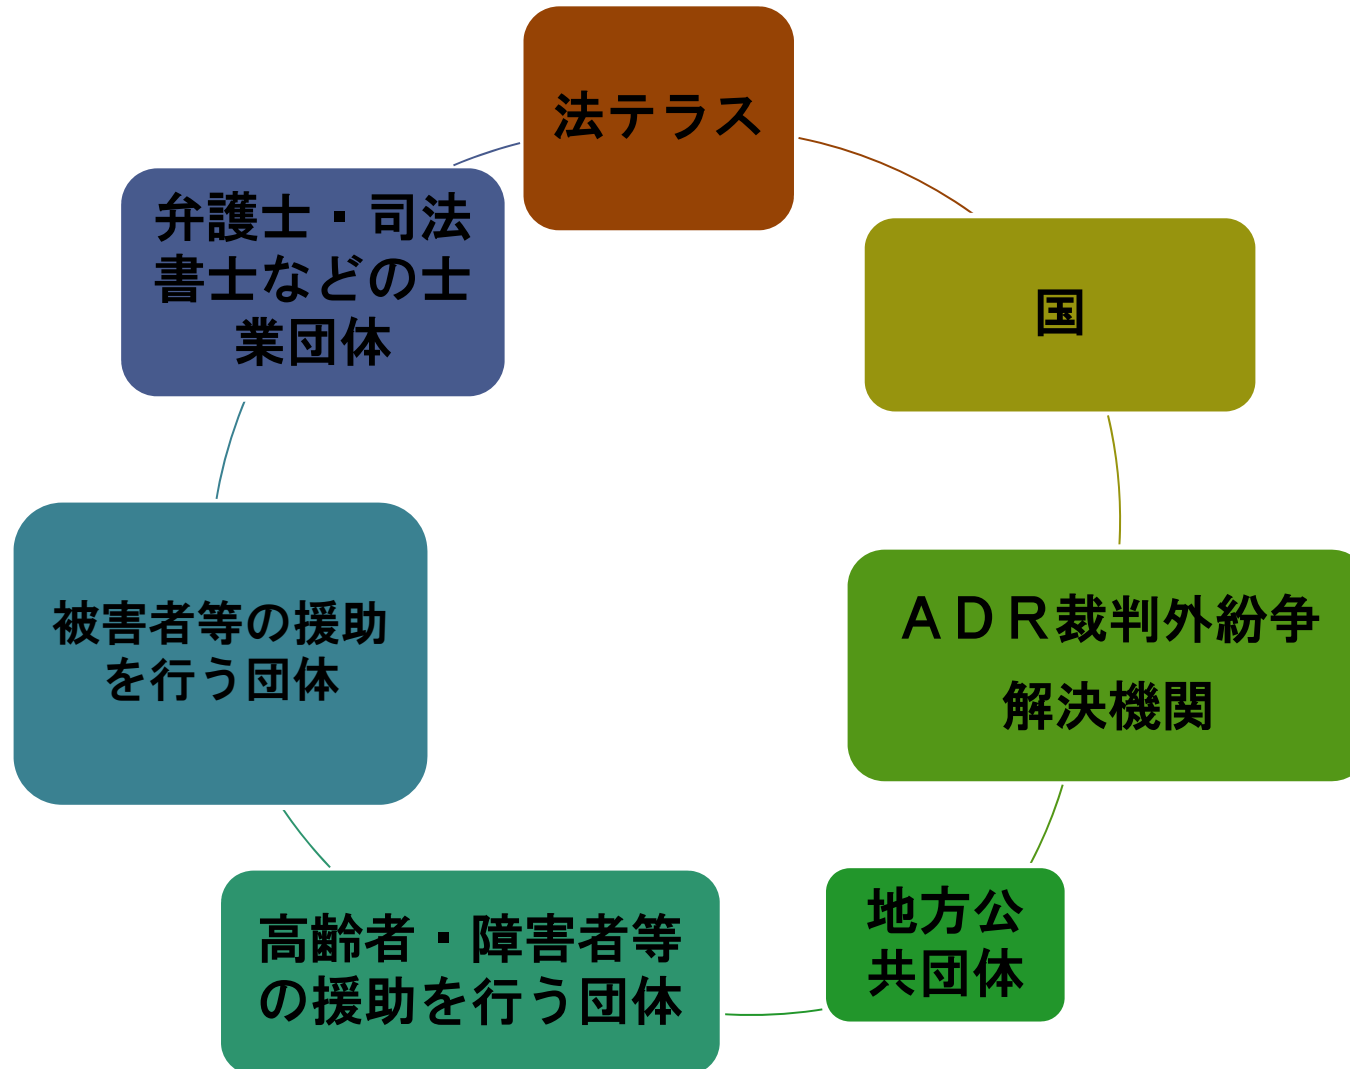 法テラス
国
ＡＤＲ裁判外紛争
解決機関
地方公
共団体
高齢者・障害者等
の援助を行う団体
被害者等の援助
を行う団体
弁護士・司法
書士などの士
業団体